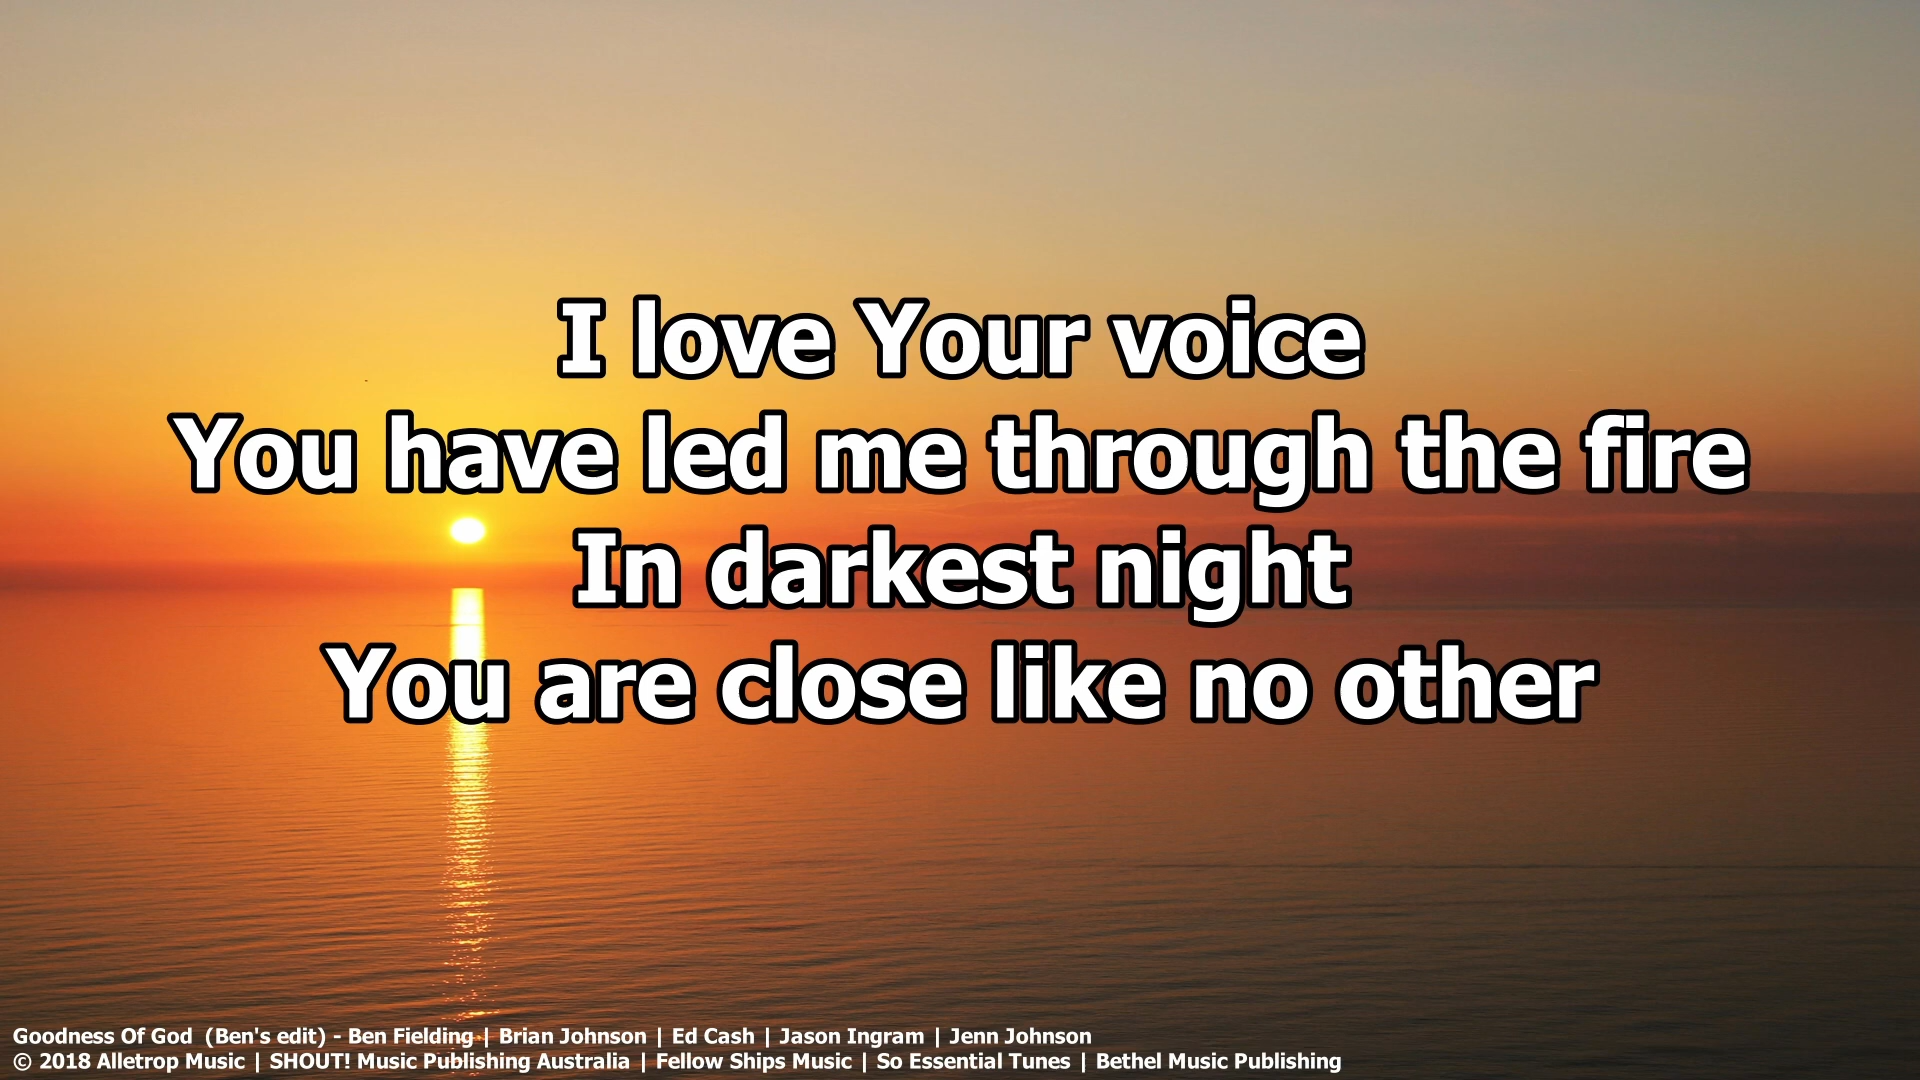 I love Your voice
You have led me through the fire
In darkest night
You are close like no other
Goodness Of God  (Ben's edit) - Ben Fielding | Brian Johnson | Ed Cash | Jason Ingram | Jenn Johnson
© 2018 Alletrop Music | SHOUT! Music Publishing Australia | Fellow Ships Music | So Essential Tunes | Bethel Music Publishing